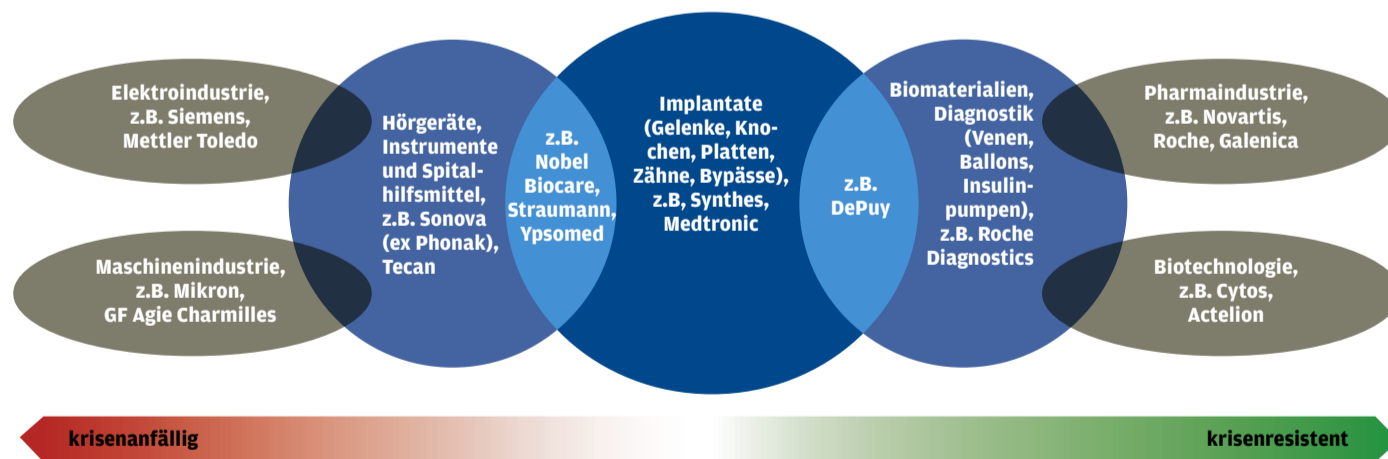 Elektroindustrie,
z.B. Siemens,
Mettler Toledo
Maschinenindustrie,
z.B. Mikron,
GF Agie Charmilles
Hörgeräte,
Instrumente
und Spital-
hilfsmittel,
z.B. Sonova
(ex Phonak),
Tecan
z.B.
Nobel
Biocare,
Straumann,
Ypsomed
Implantate
(Gelenke, Kno-
chen, Platten,
Zähne, Bypässe),
z.B, Synthes,
Medtronic
z.B.
DePuy
Biomaterialien,
Diagnostik
(Venen,
Ballons,
Insulin-
pumpen),
z.B. Roche
Diagnostics
Pharmaindustrie,
z.B. Novartis,
Roche, Galenica
Biotechnologie,
z.B. Cytos,
Actelion
krisenanfällig
krisenresistent